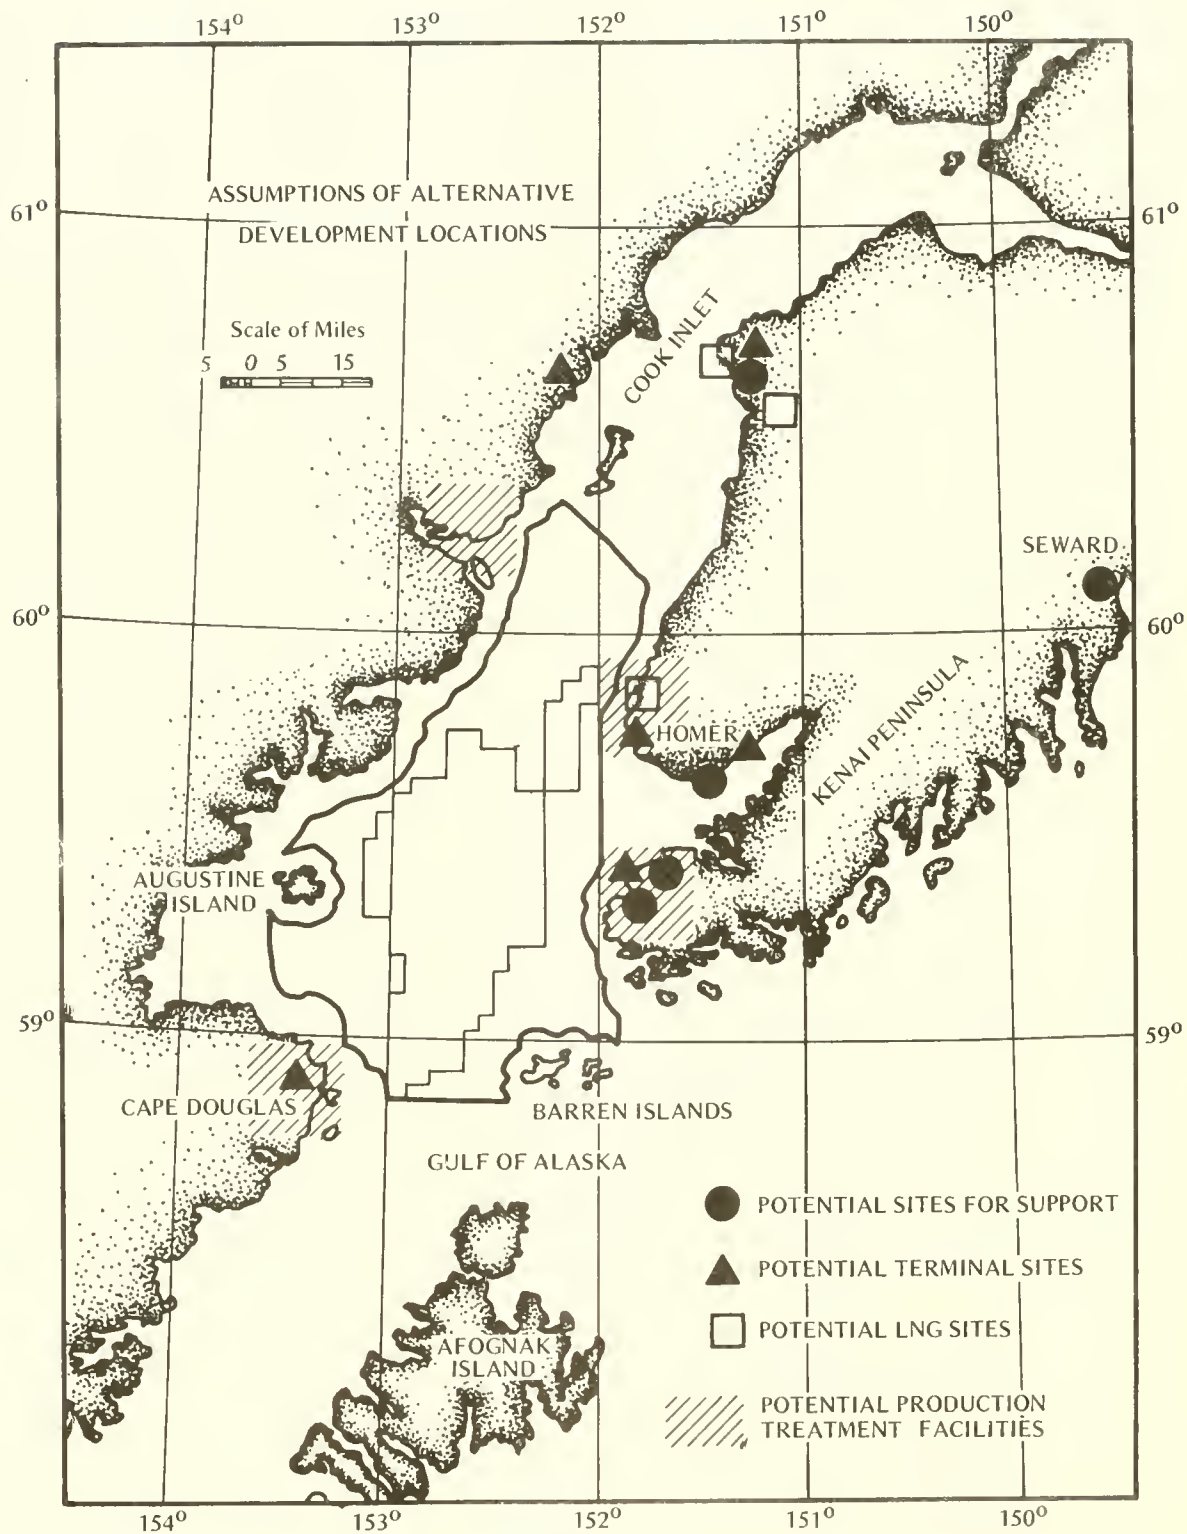 154° 153° 152° 151° 150°
ASSUMPTIONS OF ALTERNATIVE
DEVELOPMENT LOCATIONS
61° 61°
Scale of Miles
5 0 5 15
COOK INLET
SEWARD
60° 60°
HOMER
KENAI PENINSULA
AUGUSTINE
ISLAND
59° 59°
CAPE DOUGLAS
BARREN ISLANDS
GULF OF ALASKA
POTENTIAL SITES FOR SUPPORT
POTENTIAL TERMINAL SITES
POTENTIAL LNG SITES
AFOGNAK
ISLAND
POTENTIAL PRODUCTION
TREATMENT FACILITIES
154° 153° 152° 151° 150°